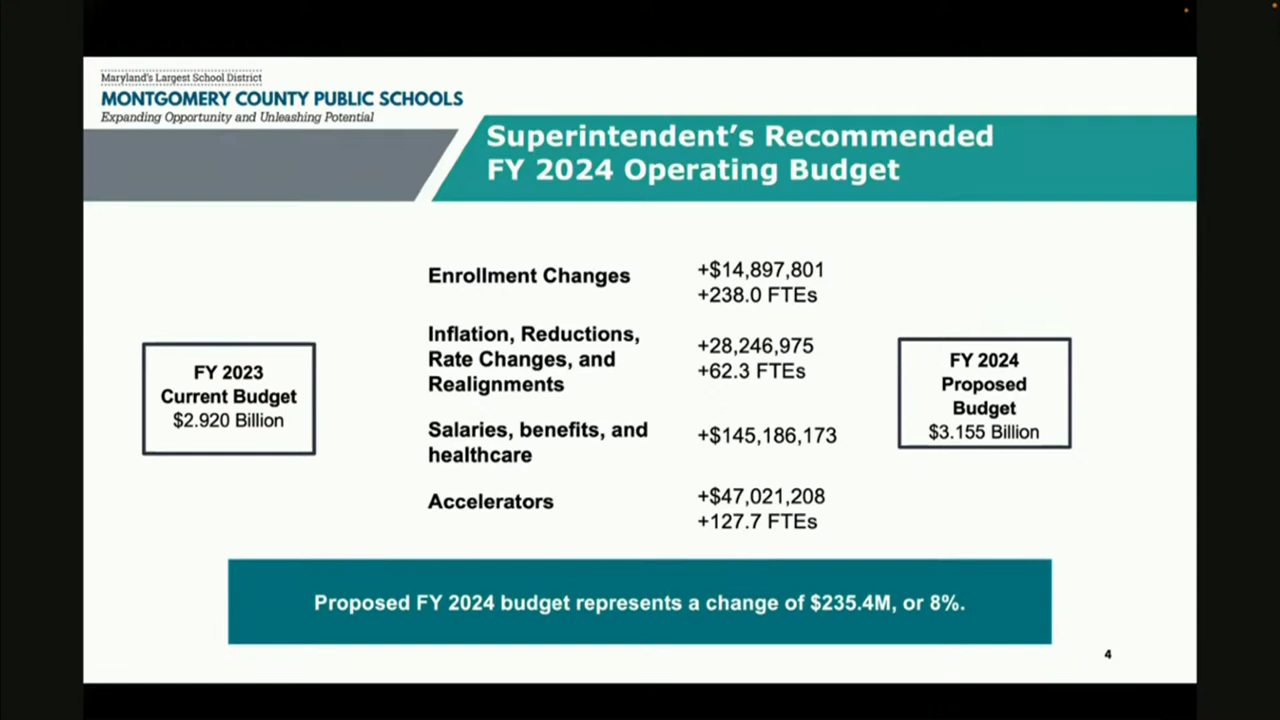 Maryland's Largest School District
MONTGOMERY COUNTY PUBLIC SCHOOLS
Expanding Opportunity and Unleashing Potential
Superintendent's Recommended
FY 2024 Operating Budget
FY 2023
Current Budget
$2.920 Billion
Enrollment Changes
+$14,897,801
+238.0 FTEs
Inflation, Reductions,
Rate Changes, and
Realignments
+28,246,975
+62.3 FTEs
Salaries, benefits, and
healthcare
+$145,186,173
Accelerators
+$47,021,208
+127.7 FTEs
FY 2024
Proposed
Budget
$3.155 Billion
Proposed FY 2024 budget represents a change of $235.4M, or 8%.
4